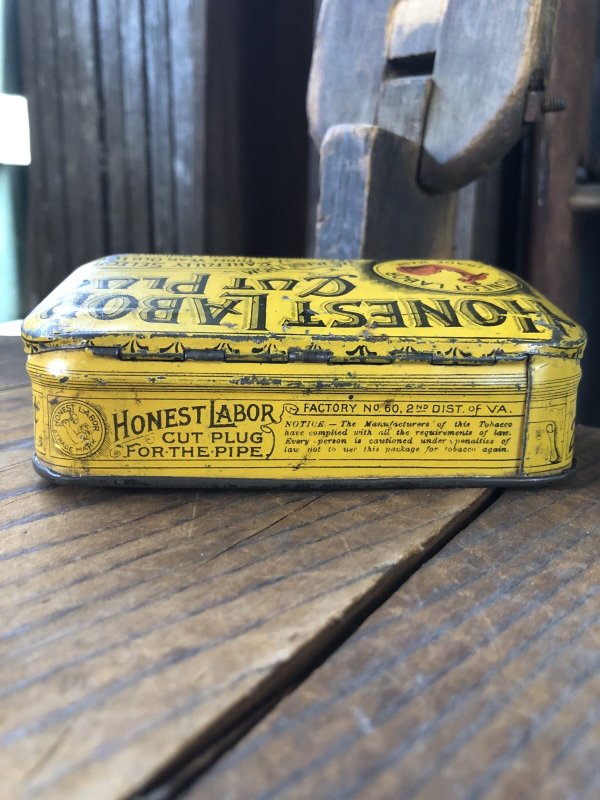 HONEST LABOR
CUT PLUG
HONEST LABOR
HONEST LABOR
CUT PLUG
FOR·THE·PIPE
FACTORY NO. 60, 2ND DIST. OF VA.
NOTICE.—The Manufacturers of this Tobacco
have complied with all the requirements of law.
Every person is cautioned under penalties of
law not to use this package for tobacco again.